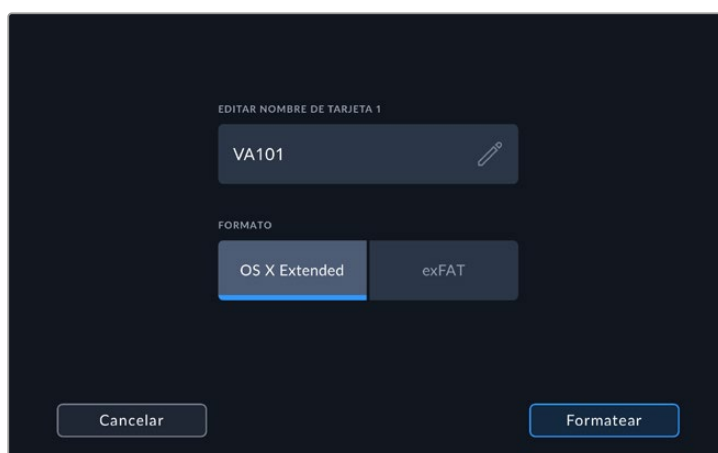 EDITAR NOMBRE DE TARJETA 1
VA101
FORMATO
OS X Extended exFAT
Cancelar Formatear